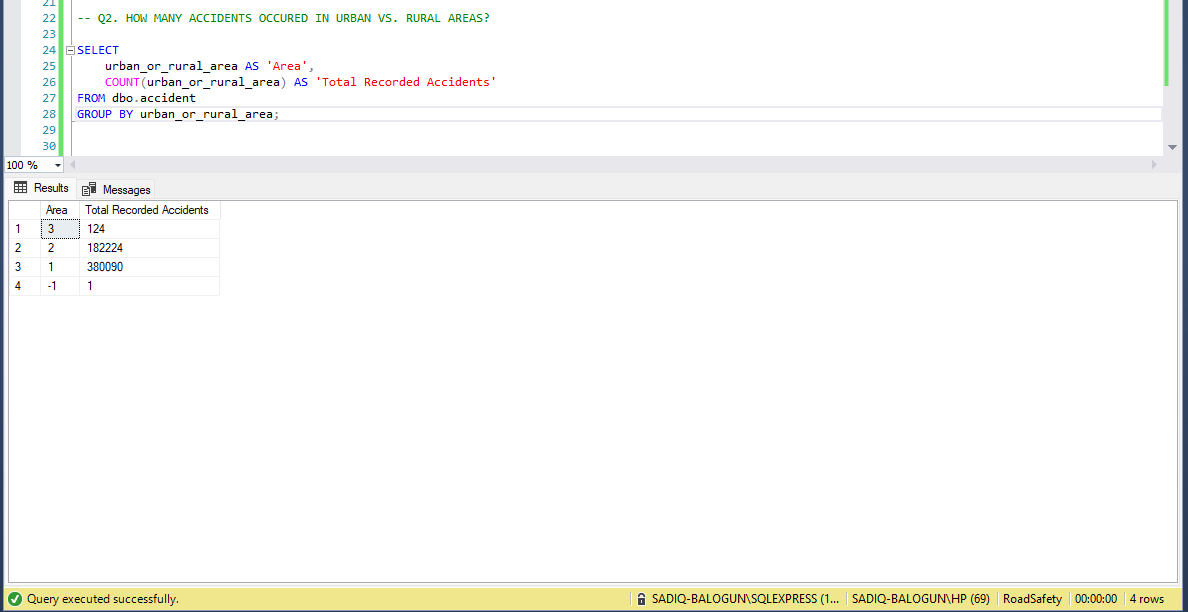 21
22 -- Q2. HOW MANY ACCIDENTS OCCURED IN URBAN VS. RURAL AREAS?
23
24 SELECT
25 urban_or_rural_area AS 'Area',
26 COUNT(urban_or_rural_area) AS 'Total Recorded Accidents'
27 FROM dbo.accident
28 GROUP BY urban_or_rural_area;
29
30
100 %
Results Messages
Area Total Recorded Accidents
1 3 124
2 2 182224
3 1 380090
4 -1 1
Query executed successfully. SADIQ-BALOGUN\SQLEXPRESS (1... SADIQ-BALOGUN\HP (69) RoadSafety 00:00:00 4 rows